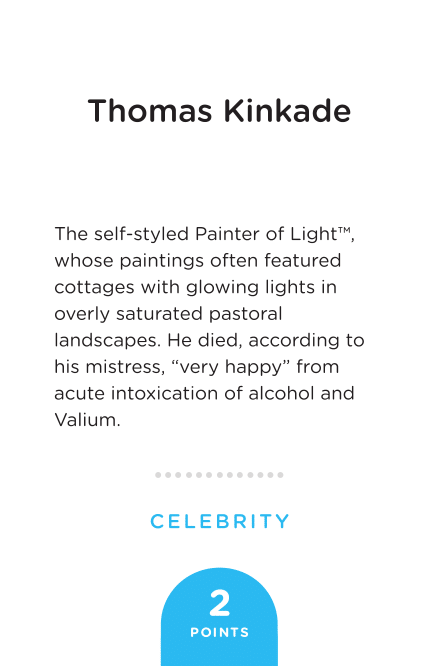 Thomas Kinkade
The self-styled Painter of Light™,
whose paintings often featured
cottages with glowing lights in
overly saturated pastoral
landscapes. He died, according to
his mistress, “very happy” from
acute intoxication of alcohol and
Valium.
CELEBRITY
2
POINTS